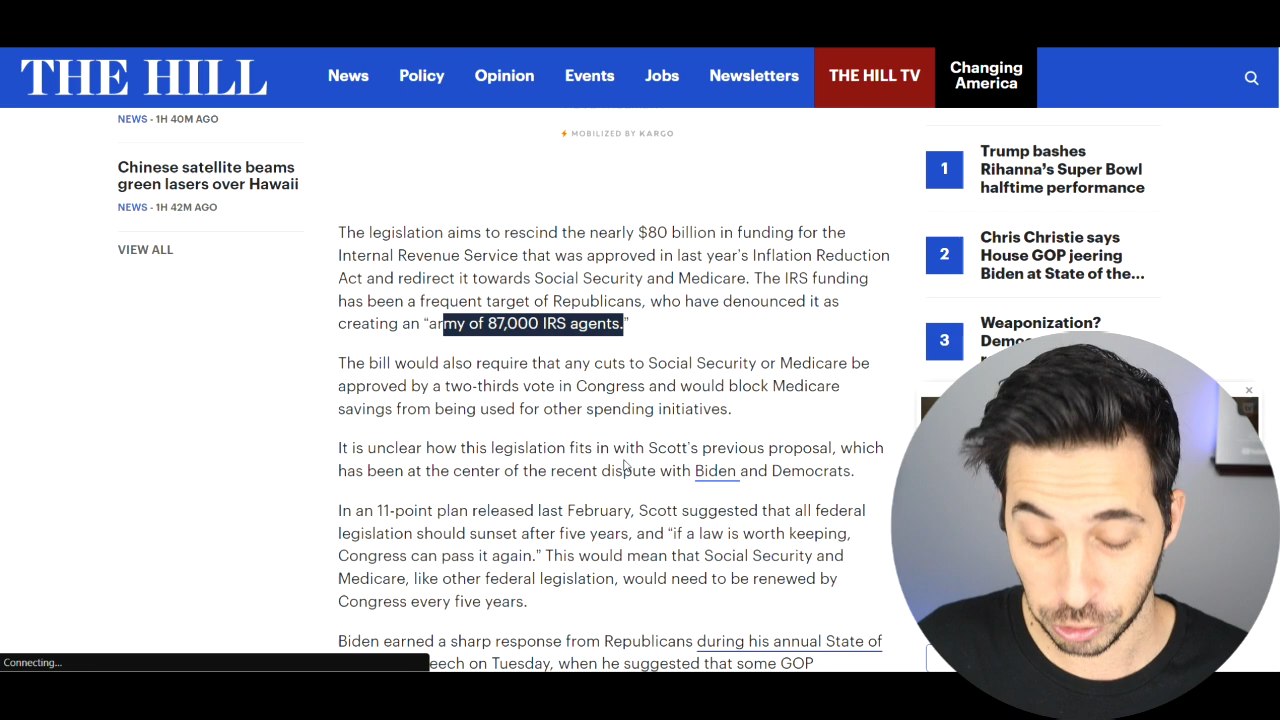 THE HILL
News
Policy
Opinion
Events
Jobs
Newsletters
THE HILL TV
Changing
America
NEWS - 1H 40M AGO
Chinese satellite beams
green lasers over Hawaii
NEWS - 1H 42M AGO
VIEW ALL
MOBILIZED BY KARGO
The legislation aims to rescind the nearly $80 billion in funding for the
Internal Revenue Service that was approved in last year's Inflation Reduction
Act and redirect it towards Social Security and Medicare. The IRS funding
has been a frequent target of Republicans, who have denounced it as
creating an “army of 87,000 IRS agents.”
The bill would also require that any cuts to Social Security or Medicare be
approved by a two-thirds vote in Congress and would block Medicare
savings from being used for other spending initiatives.
It is unclear how this legislation fits in with Scott's previous proposal, which
has been at the center of the recent dispute with Biden and Democrats.
In an 11-point plan released last February, Scott suggested that all federal
legislation should sunset after five years, and “if a law is worth keeping,
Congress can pass it again.” This would mean that Social Security and
Medicare, like other federal legislation, would need to be renewed by
Congress every five years.
Biden earned a sharp response from Republicans during his annual State of
eech on Tuesday, when he suggested that some GOP
1
Trump bashes
Rihanna's Super Bowl
halftime performance
2
Chris Christie says
House GOP jeering
Biden at State of the...
3
Weaponization?
Connecting...